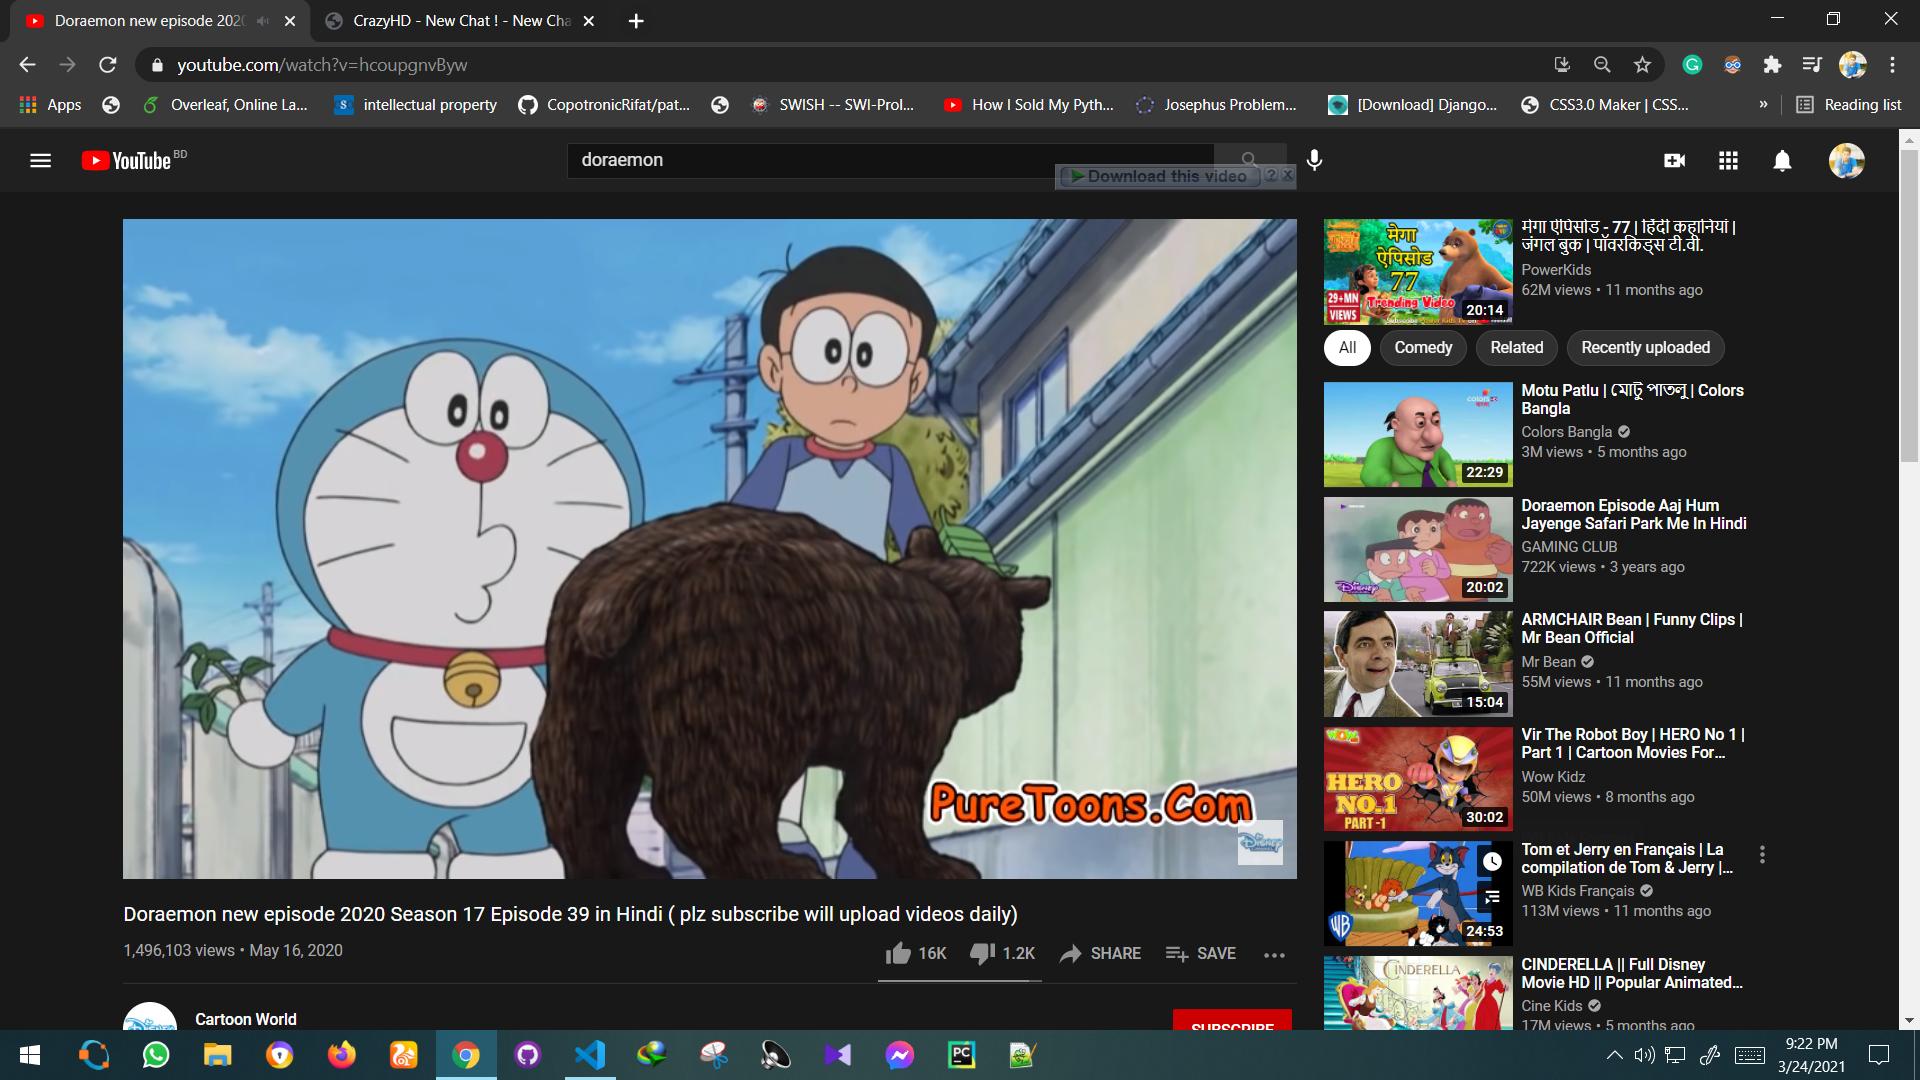 Doraemon new episode 202
CrazyHD - New Chat ! - New Cha
youtube.com/watch?v=hcoupgnvByw
Apps
Overleaf, Online La...
intellectual property
CopotronicRifat/pat...
SWISH -- SWI-Prol...
How I Sold My Pyth...
Josephus Problem...
[Download] Django...
CSS3.0 Maker | CSS...
»
Reading list
YouTube BD
doraemon
Download this video
PureToons.Com
Disney
Doraemon new episode 2020 Season 17 Episode 39 in Hindi ( plz subscribe will upload videos daily)
1,496,103 views • May 16, 2020
16K
1.2K
SHARE
SAVE
Cartoon World
SUBSCRIBE
मेगा
ऐपिसोड
77
29+MN
VIEWS
Trending Video
20:14
मेगा ऐपिसोड - 77 | हिंदी कहानियां |
जंगल बुक | पॉवरकिड्स टी.वी.
PowerKids
62M views • 11 months ago
All
Comedy
Related
Recently uploaded
22:29
Motu Patlu | মোটু পাতলু | Colors
Bangla
Colors Bangla
3M views • 5 months ago
20:02
Doraemon Episode Aaj Hum
Jayenge Safari Park Me In Hindi
GAMING CLUB
722K views • 3 years ago
15:04
ARMCHAIR Bean | Funny Clips |
Mr Bean Official
Mr Bean
55M views • 11 months ago
WOW
HERO
NO.1
PART -1
30:02
Vir The Robot Boy | HERO No 1 |
Part 1 | Cartoon Movies For...
Wow Kidz
50M views • 8 months ago
WB
24:53
Tom et Jerry en Français | La
compilation de Tom & Jerry |...
WB Kids Français
113M views • 11 months ago
CINDERELLA
CINDERELLA || Full Disney
Movie HD || Popular Animated...
Cine Kids
17M views • 5 months ago
9:22 PM
3/24/2021